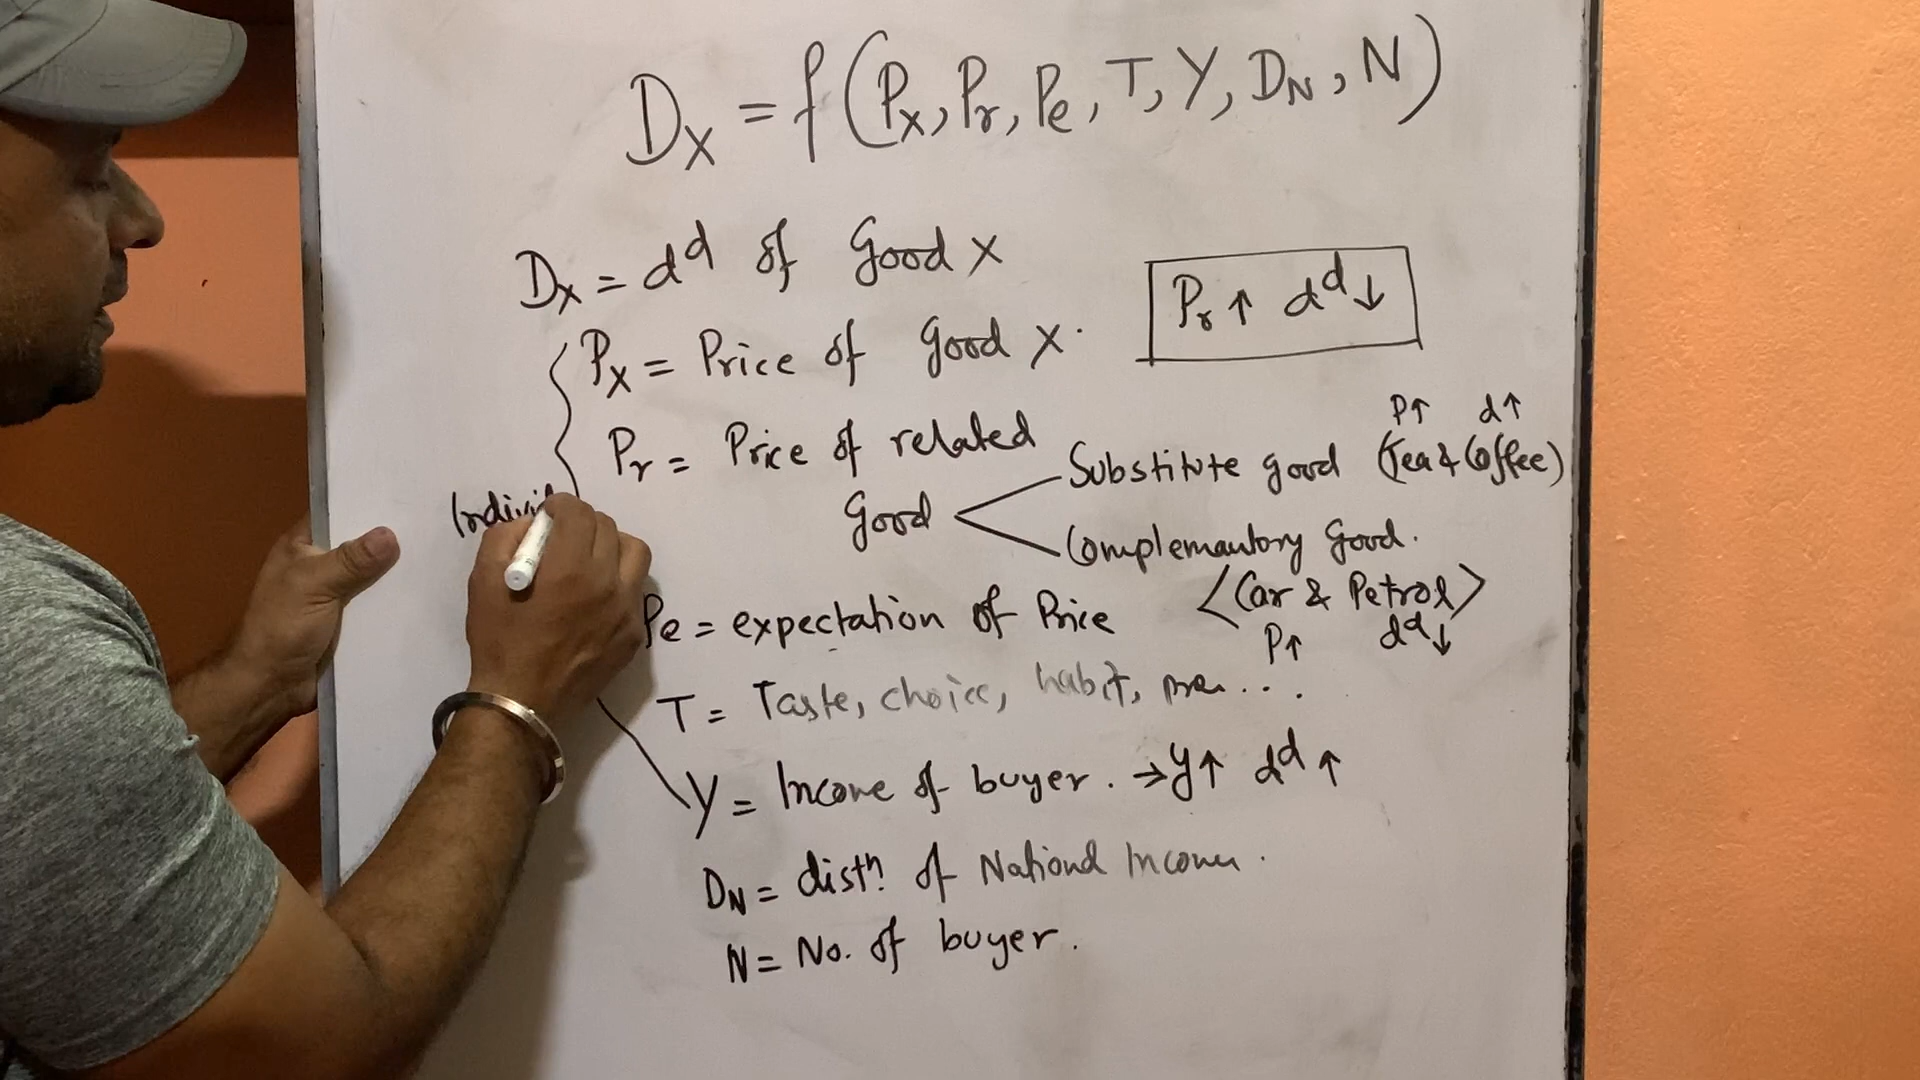 Dx = f(Px, Pr, Pe, T, Y, DN, N)
Dx = dd of Good x
Pr ↑ dd ↓
Px = Price of Good x.
Pr = Price of related
Good
P↑ d↑
Substitute good (Tea & Coffee)
Complemantory Good.
<Car & Petrol>
P↑ dd↓
Individ
Pe = expectation of Price
T = Taste, choice, habit, pre...
Y = Income of buyer. → Y↑ dd ↑
DN = distn of National Income.
N = No. of buyer.